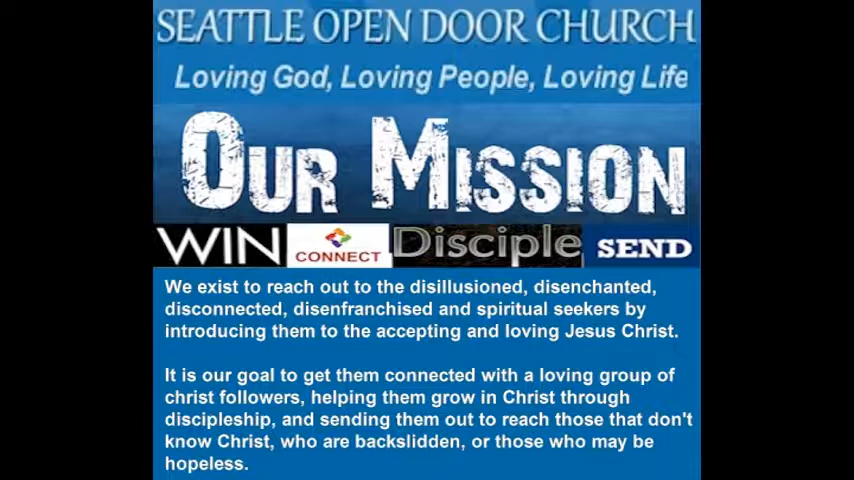 SEATTLE OPEN DOOR CHURCH
Loving God, Loving People, Loving Life
OUR MISSION
WIN CONNECT Disciple SEND
We exist to reach out to the disillusioned, disenchanted,
disconnected, disenfranchised and spiritual seekers by
introducing them to the accepting and loving Jesus Christ.
It is our goal to get them connected with a loving group of
christ followers, helping them grow in Christ through
discipleship, and sending them out to reach those that don't
know Christ, who are backslidden, or those who may be
hopeless.